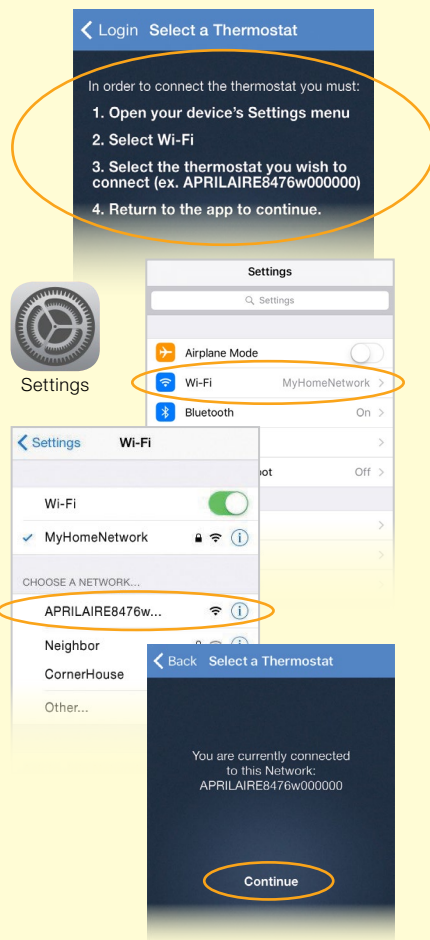 Login Select a Thermostat
In order to connect the thermostat you must:
1. Open your device's Settings menu
2. Select Wi-Fi
3. Select the thermostat you wish to
connect (ex. APRILAIRE8476w000000)
4. Return to the app to continue.
Settings
Settings
Airplane Mode
Settings
Wi-Fi MyHomeNetwork
Bluetooth On
Settings Wi-Fi
Off
Wi-Fi
MyHomeNetwork
CHOOSE A NETWORK...
APRILAIRE8476w...
Neighbor
CornerHouse
Other...
Back Select a Thermostat
You are currently connected
to this Network:
APRILAIRE8476w000000
Continue